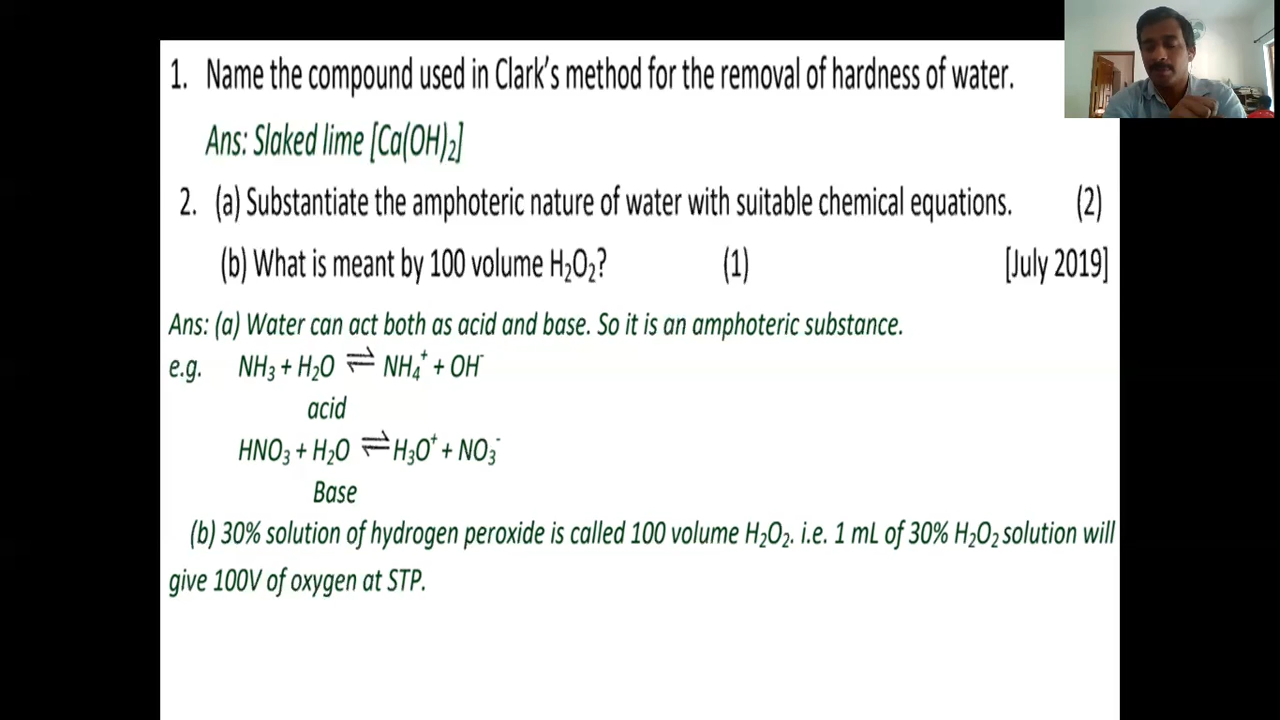 1. Name the compound used in Clark's method for the removal of hardness of water.
Ans: Slaked lime [Ca(OH)₂]
2. (a) Substantiate the amphoteric nature of water with suitable chemical equations. (2)
(b) What is meant by 100 volume H₂O₂? (1) [July 2019]
Ans: (a) Water can act both as acid and base. So it is an amphoteric substance.
e.g. NH₃ + H₂O ⇌ NH₄⁺ + OH⁻
acid
HNO₃ + H₂O ⇌ H₃O⁺ + NO₃⁻
Base
(b) 30% solution of hydrogen peroxide is called 100 volume H₂O₂. i.e. 1 mL of 30% H₂O₂ solution will
give 100V of oxygen at STP.